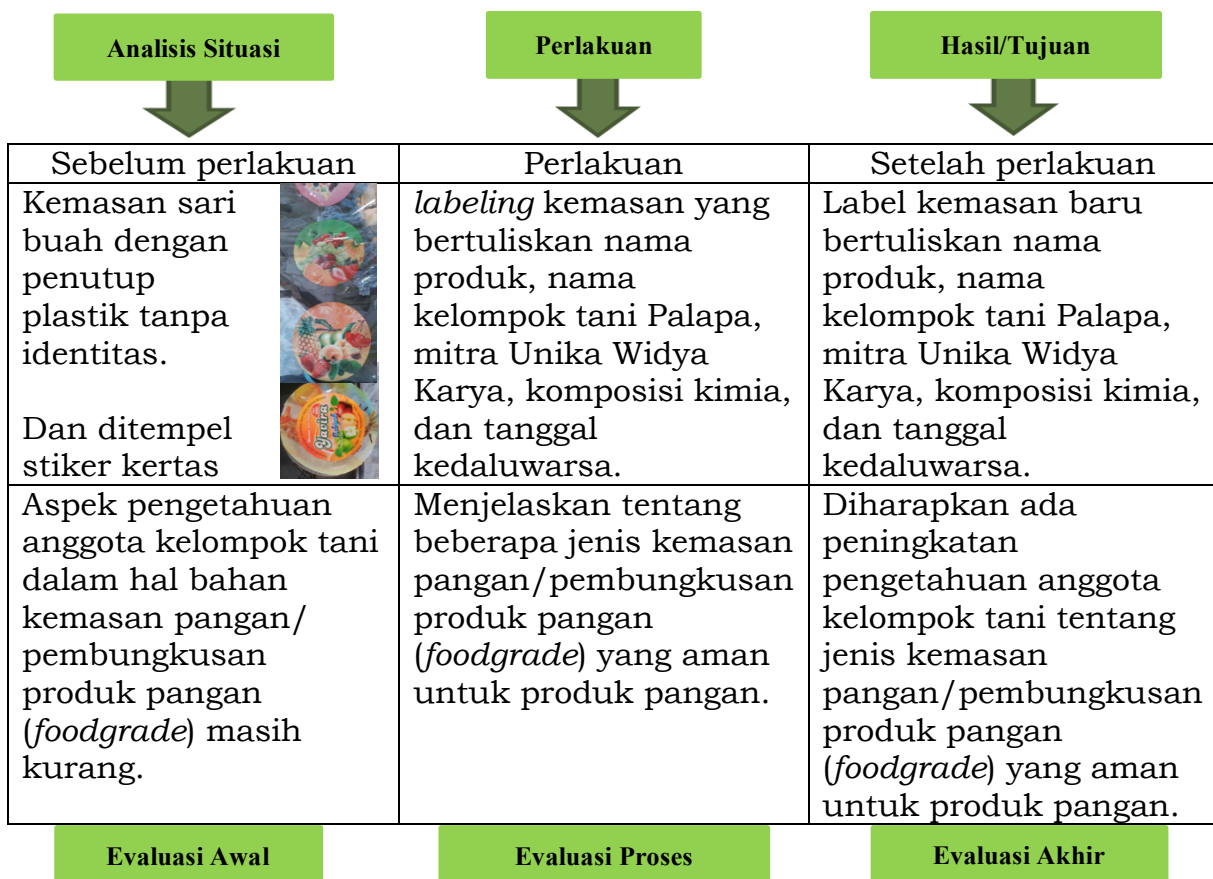 Analisis Situasi
Perlakuan
Hasil/Tujuan
Sebelum perlakuan
Perlakuan
Setelah perlakuan
Kemasan sari
buah dengan
penutup
plastik tanpa
identitas.
Dan ditempel
stiker kertas
labeling kemasan yang
bertuliskan nama
produk, nama
kelompok tani Palapa,
mitra Unika Widya
Karya, komposisi kimia,
dan tanggal
kedaluwarsa.
Label kemasan baru
bertuliskan nama
produk, nama
kelompok tani Palapa,
mitra Unika Widya
Karya, komposisi kimia,
dan tanggal
kedaluwarsa.
Aspek pengetahuan
anggota kelompok tani
dalam hal bahan
kemasan pangan/
pembungkusan
produk pangan
(foodgrade) masih
kurang.
Menjelaskan tentang
beberapa jenis kemasan
pangan/pembungkusan
produk pangan
(foodgrade) yang aman
untuk produk pangan.
Diharapkan ada
peningkatan
pengetahuan anggota
kelompok tani tentang
jenis kemasan
pangan/pembungkusan
produk pangan
(foodgrade) yang aman
untuk produk pangan.
Evaluasi Awal
Evaluasi Proses
Evaluasi Akhir